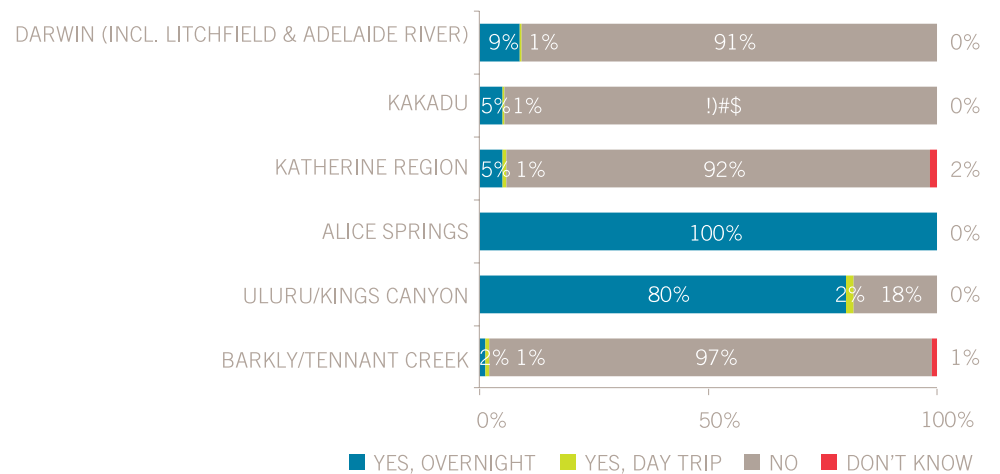 DARWIN (INCL. LITCHFIELD & ADELAIDE RIVER) 9% 1% 91% 0%
KAKADU 5% 1% !)#$ 0%
KATHERINE REGION 5% 1% 92% 2%
ALICE SPRINGS 100% 0%
ULURU/KINGS CANYON 80% 2% 18% 0%
BARKLY/TENNANT CREEK 2% 1% 97% 1%
0% 50% 100%
YES, OVERNIGHT YES, DAY TRIP NO DON'T KNOW